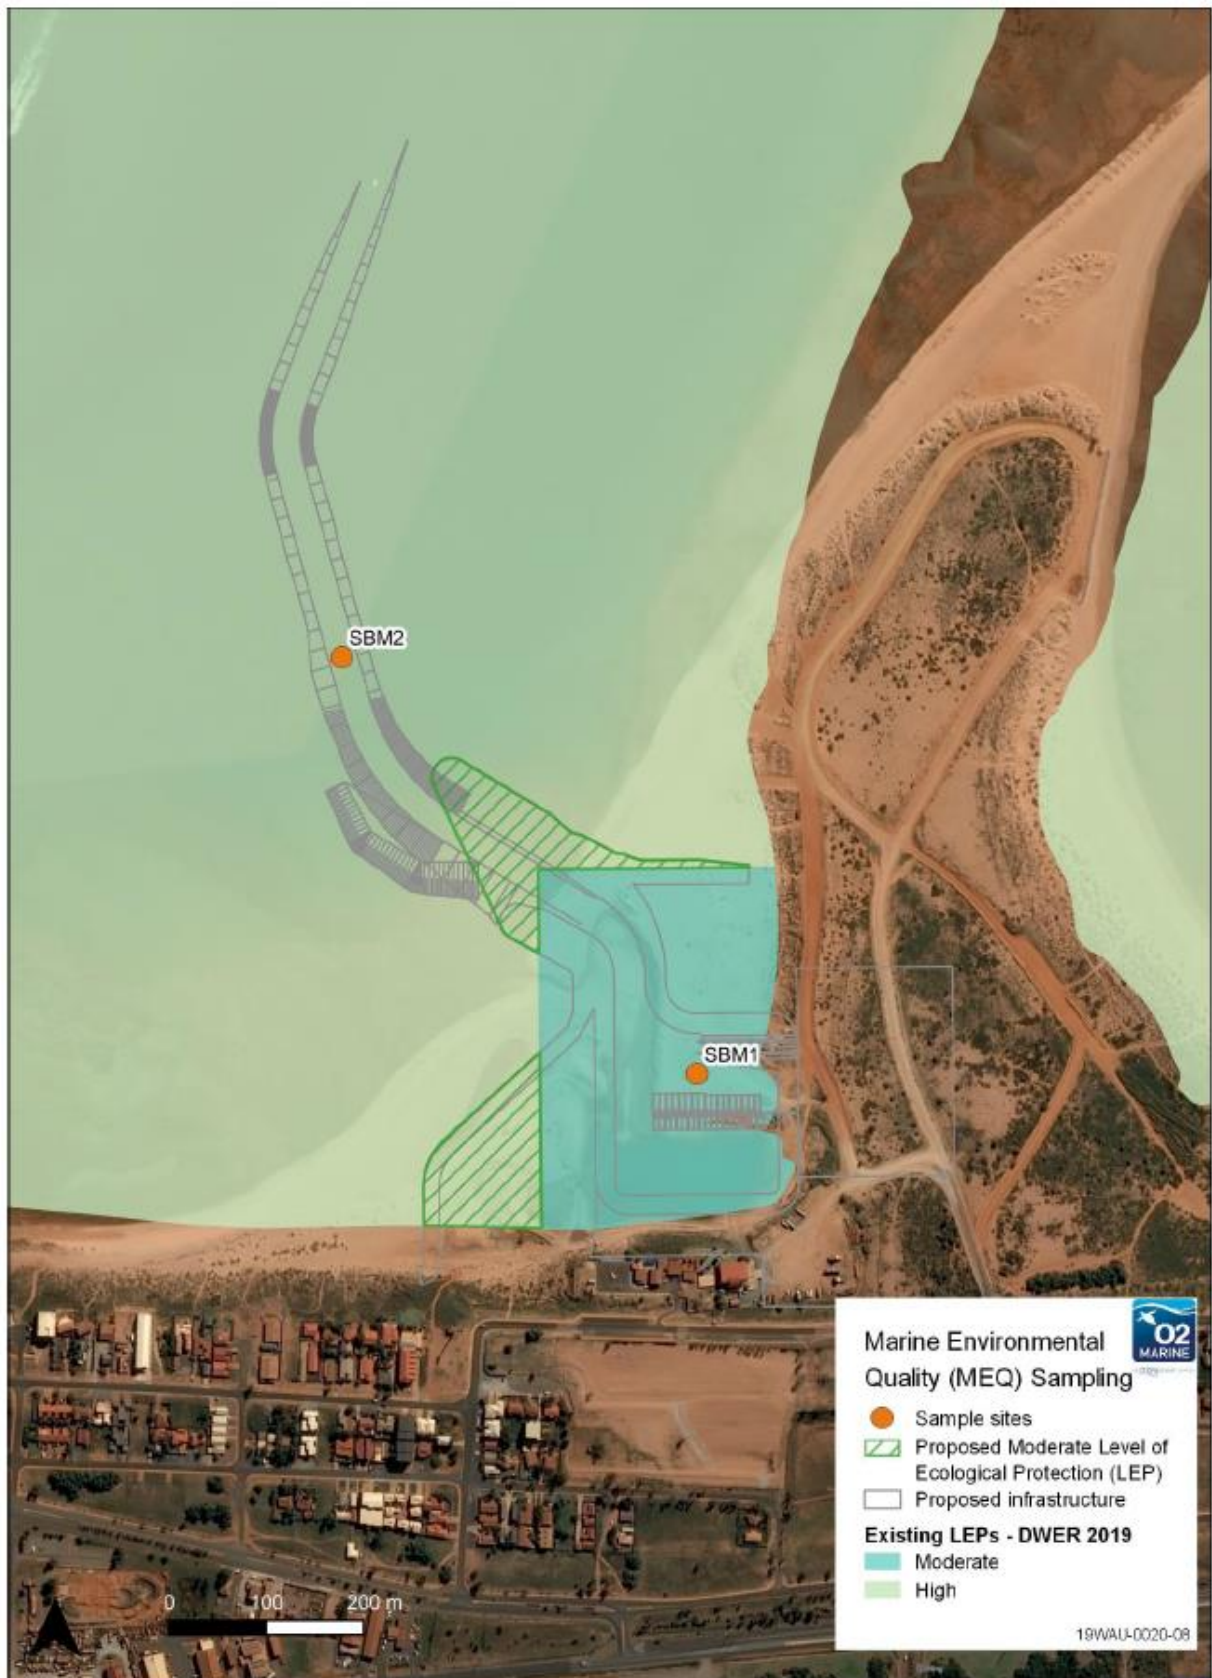 SBM2
SBM1
Marine Environmental
Quality (MEQ) Sampling
O2
MARINE
Sample sites
Proposed Moderate Level of
Ecological Protection (LEP)
Proposed infrastructure
Existing LEPs - DWER 2019
Moderate
High
19WAU-0020-08
0 100 200 m